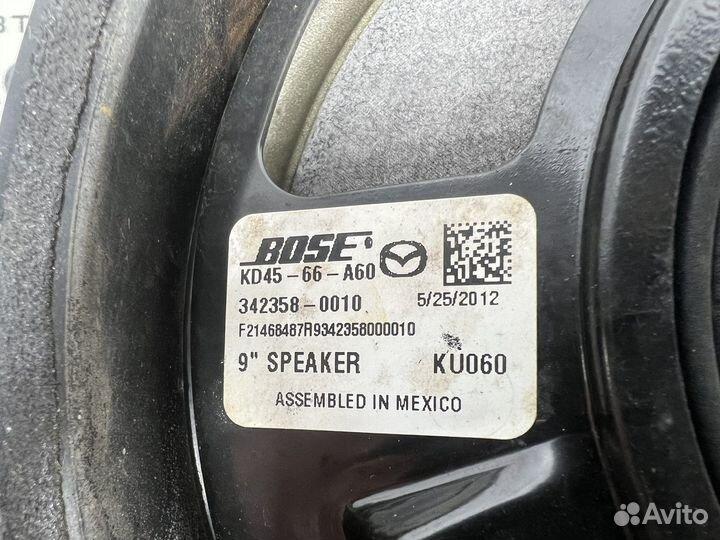 BOSE
KD45-66-A60
342358-0010 5/25/2012
F21468487R9342358000010
9" SPEAKER KU060
ASSEMBLED IN MEXICO
Avito